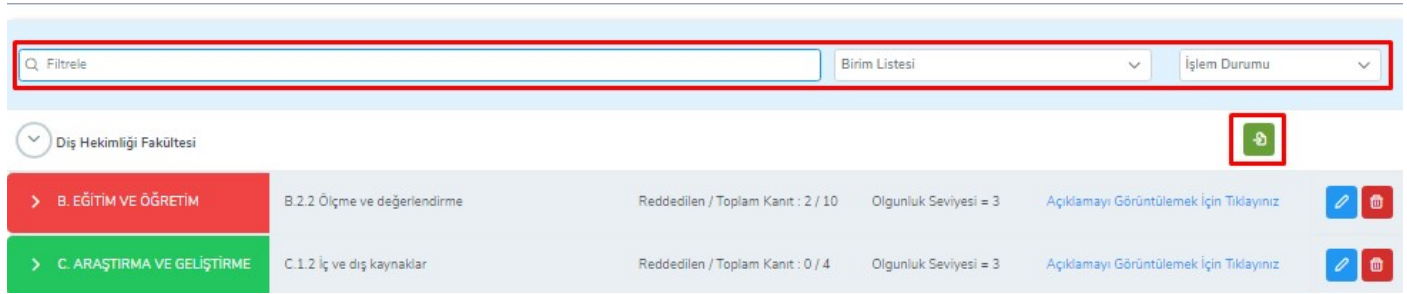 Filtrele Birim Listesi İşlem Durumu
Diş Hekimliği Fakültesi
B. EĞİTİM VE ÖĞRETİM B.2.2 Ölçme ve değerlendirme Reddedilen / Toplam Kanıt : 2 / 10 Olgunluk Seviyesi = 3 Açıklamayı Görüntülemek İçin Tıklayınız
C. ARAŞTIRMA VE GELİŞTİRME C.1.2 İç ve dış kaynaklar Reddedilen / Toplam Kanıt : 0 / 4 Olgunluk Seviyesi = 3 Açıklamayı Görüntülemek İçin Tıklayınız